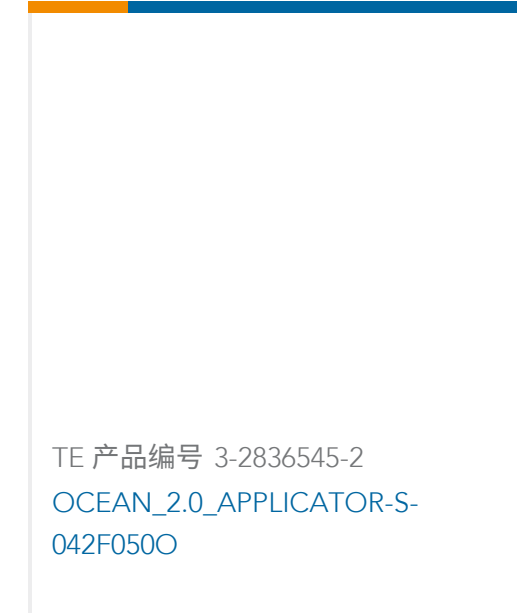 TE 产品编号 3-2836545-2
OCEAN_2.0_APPLICATOR-S-
042F050O